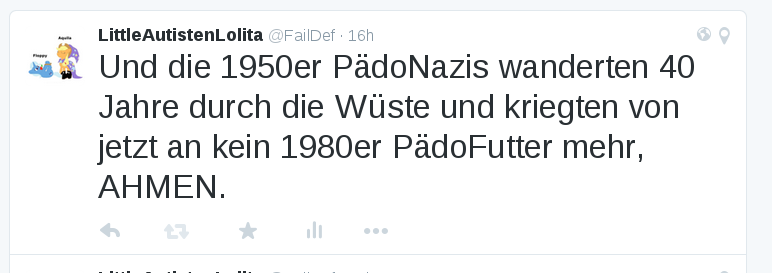 LittleAutistenLolita @FailDef · 16h
Und die 1950er PädoNazis wanderten 40
Jahre durch die Wüste und kriegten von
jetzt an kein 1980er PädoFutter mehr,
AHMEN.